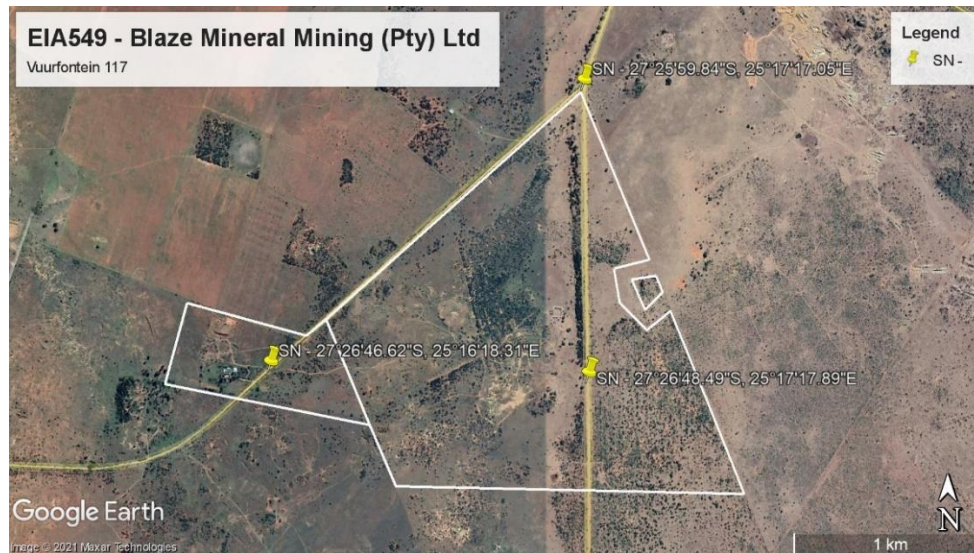 EIA549 - Blaze Mineral Mining (Pty) Ltd
Vuurfontein 117
Legend
SN -
SN - 27°25'59.84"S, 25°17'17.05"E
SN - 27°26'46.62"S, 25°16'18.31"E
SN - 27°26'48.49"S, 25°17'17.89"E
Google Earth
Image © 2021 Maxar Technologies
N
1 km